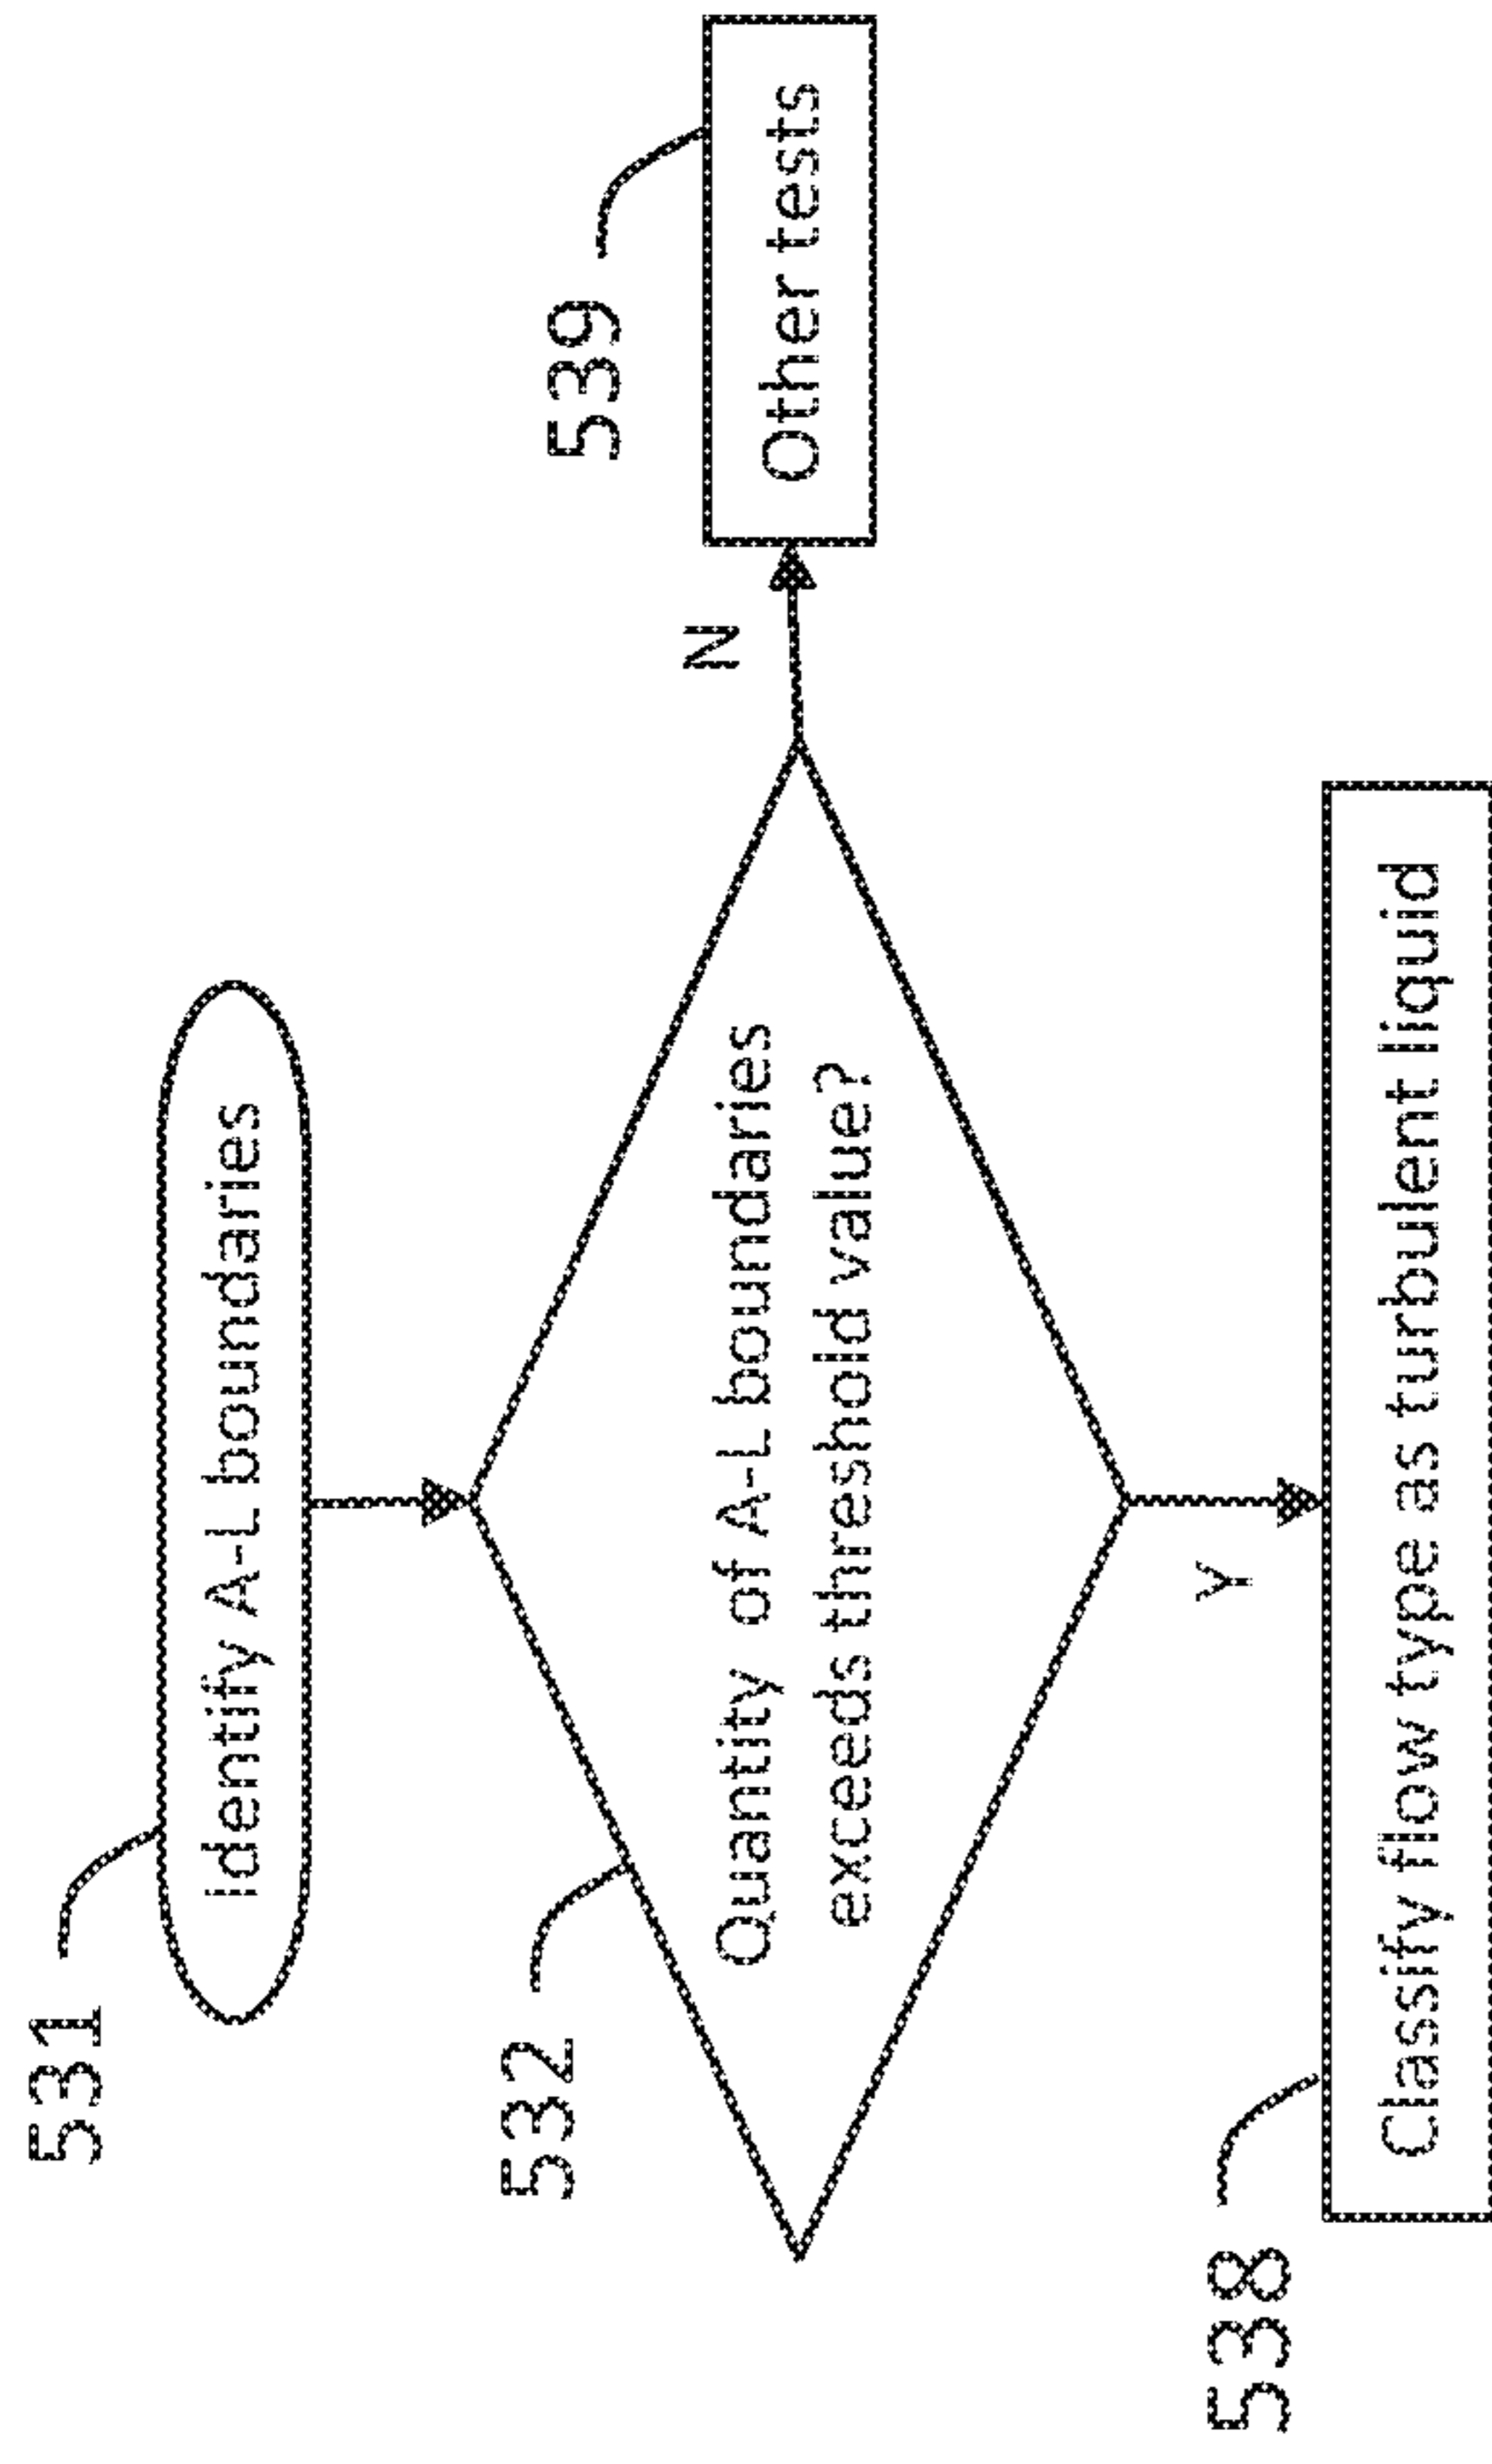 531
Identify A-L boundaries
532
Quantity of A-L boundaries
exceeds threshold value?
N
539
Other tests
Y
538
Classify flow type as turbulent liquid